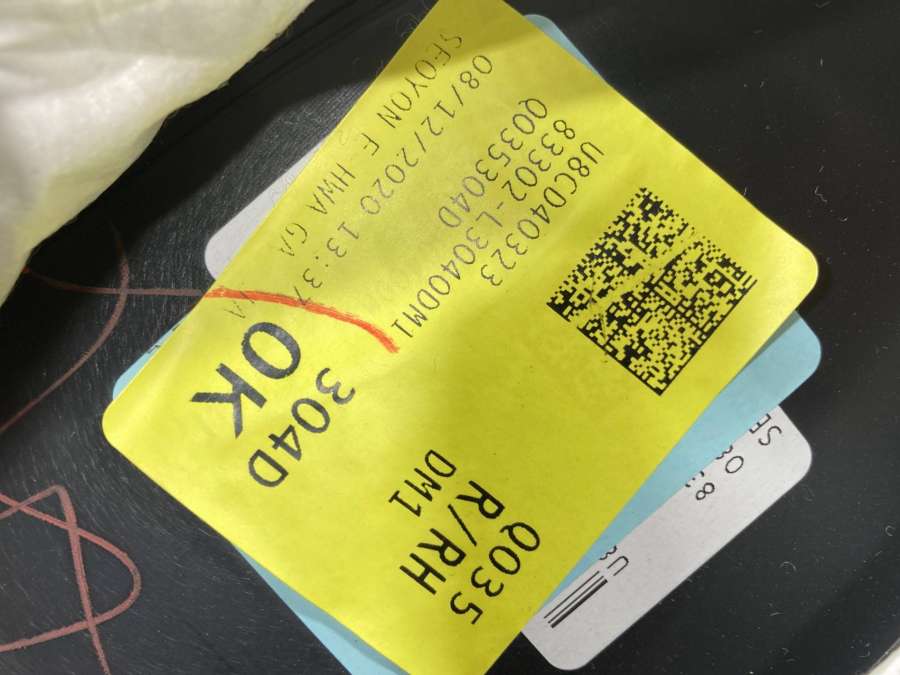 U8CD40323
83302-L3040DM1
Q035304D
08/12/2020 13:37
SEOYON E-HWA GA
Q035
R/RH
DM1
304D
OK